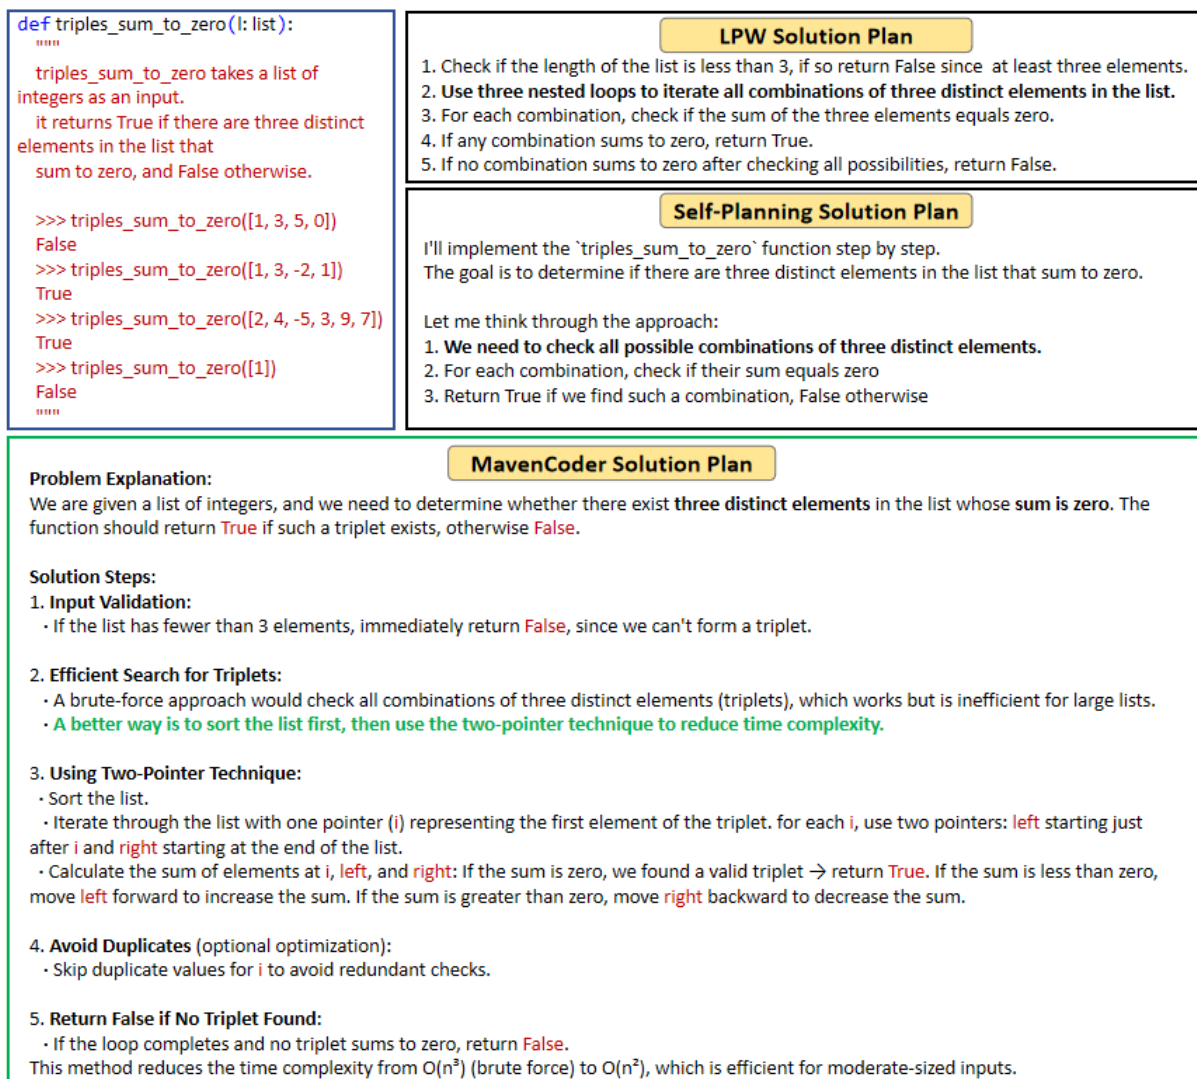 def triples_sum_to_zero(l: list):
"""
triples_sum_to_zero takes a list of
integers as an input.
it returns True if there are three distinct
elements in the list that
sum to zero, and False otherwise.
>>> triples_sum_to_zero([1, 3, 5, 0])
False
>>> triples_sum_to_zero([1, 3, -2, 1])
True
>>> triples_sum_to_zero([2, 4, -5, 3, 9, 7])
True
>>> triples_sum_to_zero([1])
False
"""
LPW Solution Plan
1. Check if the length of the list is less than 3, if so return False since at least three elements.
2. Use three nested loops to iterate all combinations of three distinct elements in the list.
3. For each combination, check if the sum of the three elements equals zero.
4. If any combination sums to zero, return True.
5. If no combination sums to zero after checking all possibilities, return False.
Self-Planning Solution Plan
I'll implement the `triples_sum_to_zero` function step by step.
The goal is to determine if there are three distinct elements in the list that sum to zero.
Let me think through the approach:
1. We need to check all possible combinations of three distinct elements.
2. For each combination, check if their sum equals zero
3. Return True if we find such a combination, False otherwise
MavenCoder Solution Plan
Problem Explanation:
We are given a list of integers, and we need to determine whether there exist three distinct elements in the list whose sum is zero. The
function should return True if such a triplet exists, otherwise False.
Solution Steps:
1. Input Validation:
· If the list has fewer than 3 elements, immediately return False, since we can't form a triplet.
2. Efficient Search for Triplets:
· A brute-force approach would check all combinations of three distinct elements (triplets), which works but is inefficient for large lists.
· A better way is to sort the list first, then use the two-pointer technique to reduce time complexity.
3. Using Two-Pointer Technique:
· Sort the list.
· Iterate through the list with one pointer (i) representing the first element of the triplet. for each i, use two pointers: left starting just
after i and right starting at the end of the list.
· Calculate the sum of elements at i, left, and right: If the sum is zero, we found a valid triplet → return True. If the sum is less than zero,
move left forward to increase the sum. If the sum is greater than zero, move right backward to decrease the sum.
4. Avoid Duplicates (optional optimization):
· Skip duplicate values for i to avoid redundant checks.
5. Return False if No Triplet Found:
· If the loop completes and no triplet sums to zero, return False.
This method reduces the time complexity from O(n³) (brute force) to O(n²), which is efficient for moderate-sized inputs.